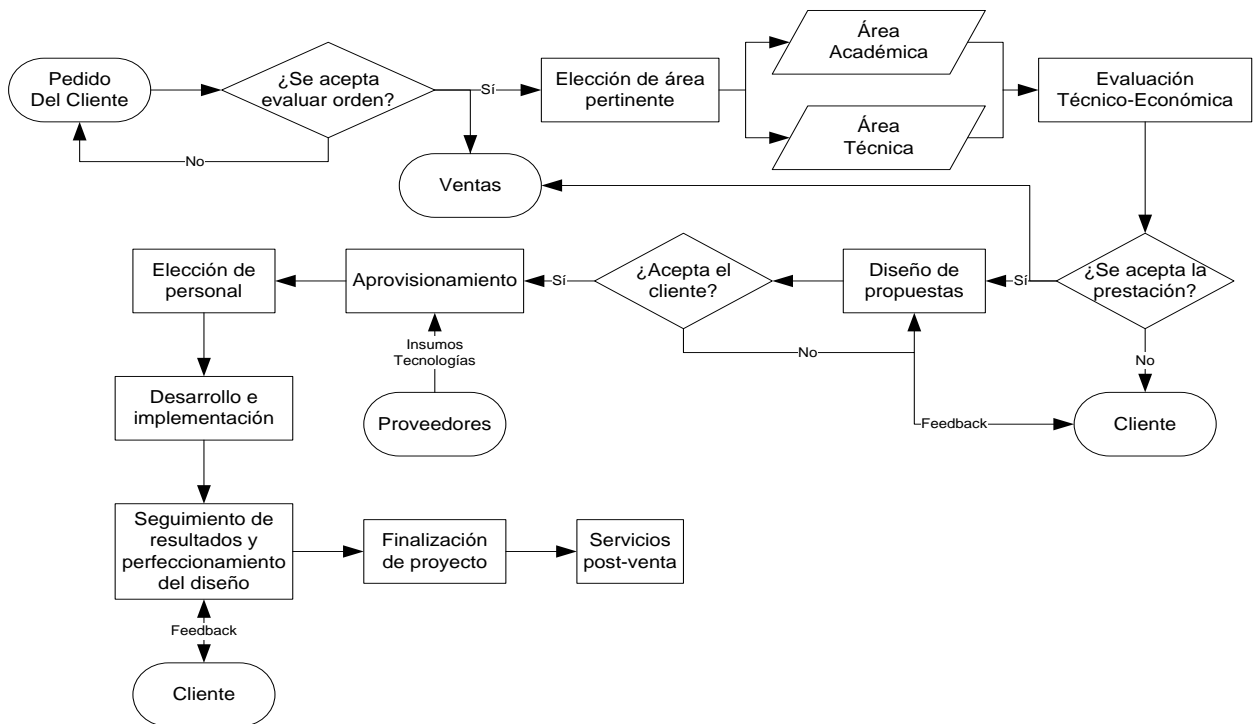 Pedido
Del Cliente
¿Se acepta
evaluar orden?
Sí
No
Elección de área
pertinente
Área
Académica
Área
Técnica
Evaluación
Técnico-Económica
Ventas
¿Se acepta la
prestación?
Sí
No
Diseño de
propuestas
¿Acepta el
cliente?
Sí
No
Aprovisionamiento
Elección de
personal
Insumos
Tecnologías
Proveedores
Feedback
Cliente
Desarrollo e
implementación
Seguimiento de
resultados y
perfeccionamiento
del diseño
Finalización
de proyecto
Servicios
post-venta
Feedback
Cliente